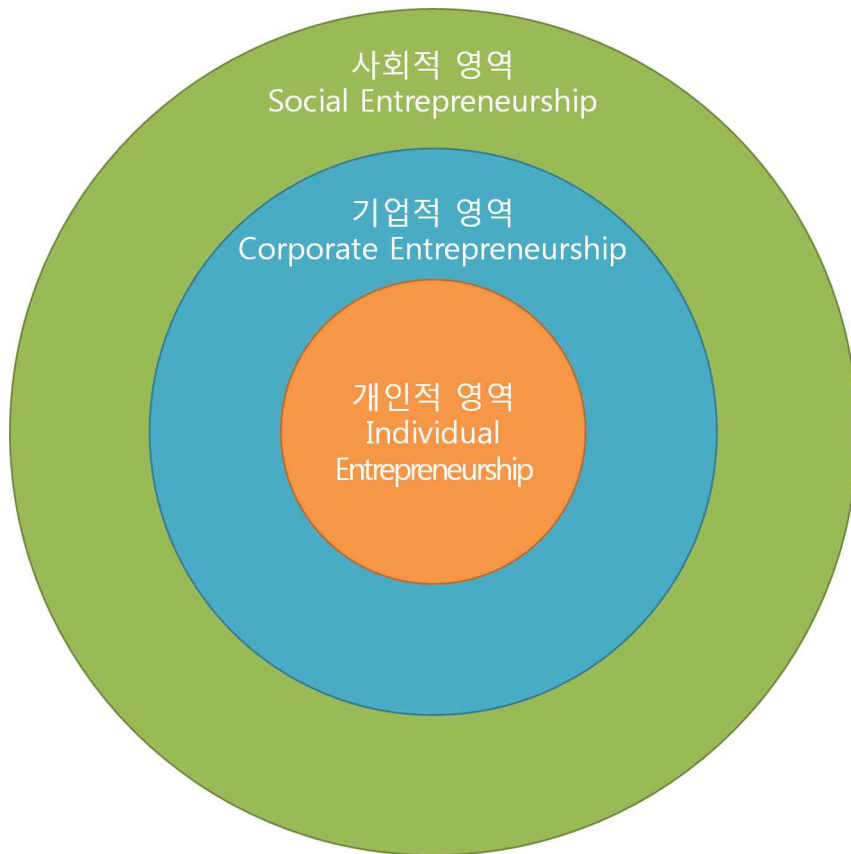 사회적 영역
Social Entrepreneurship
기업적 영역
Corporate Entrepreneurship
개인적 영역
Individual
Entrepreneurship